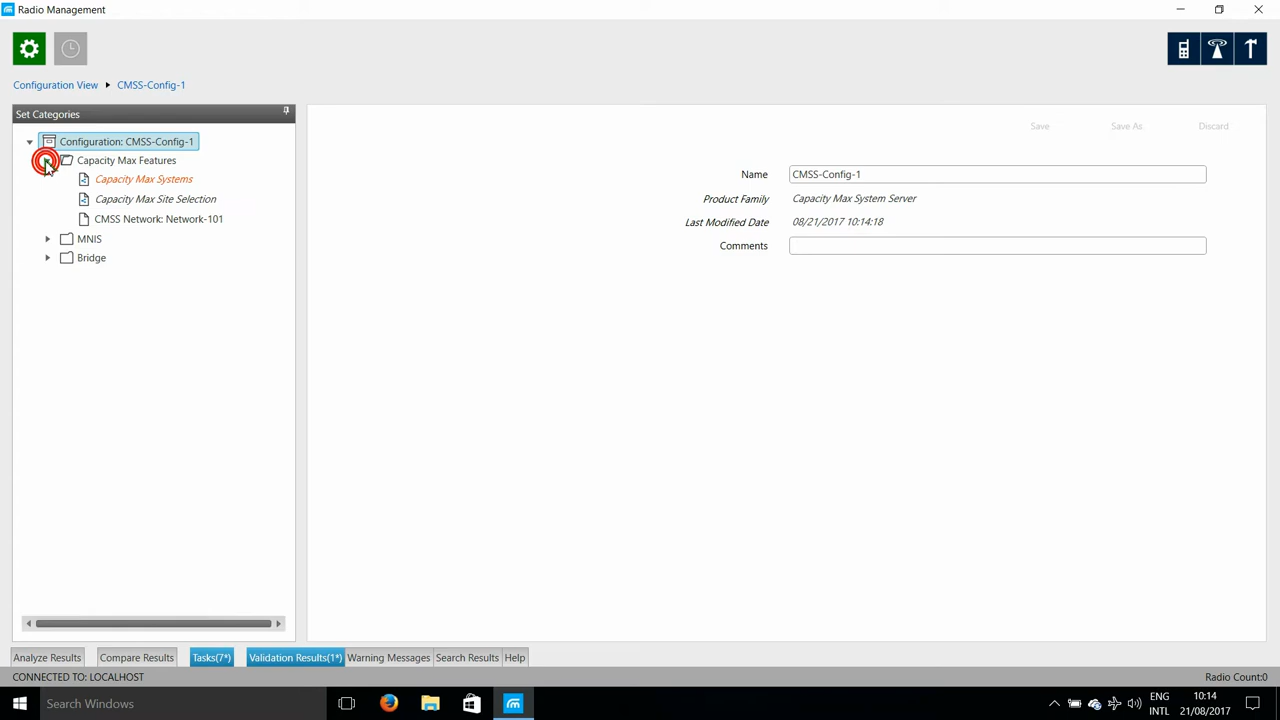 Radio Management
Configuration View CMSS-Config-1
Set Categories
Configuration: CMSS-Config-1
Capacity Max Features
Capacity Max Systems
Capacity Max Site Selection
CMSS Network: Network-101
MNIS
Bridge
Save Save As Discard
Name CMSS-Config-1
Product Family Capacity Max System Server
Last Modified Date 08/21/2017 10:14:18
Comments
Analyze Results Compare Results Tasks(7*) Validation Results(1*) Warning Messages Search Results Help
CONNECTED TO: LOCALHOST Radio Count:0
Search Windows
ENG
INTL
10:14
21/08/2017